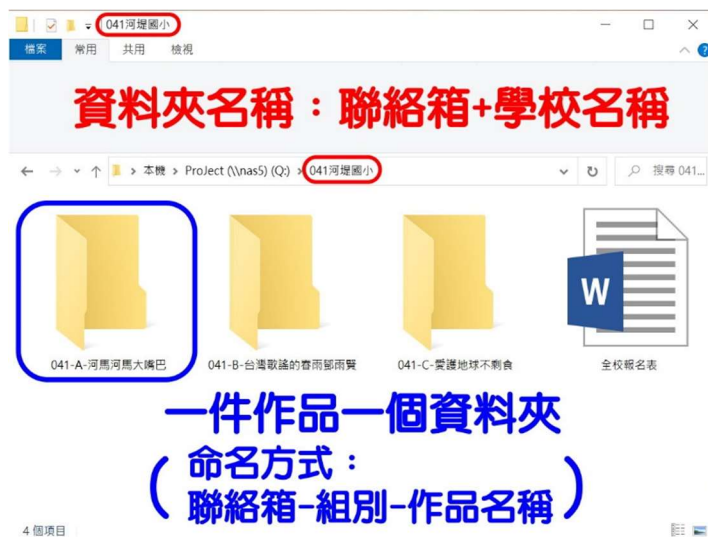 041河堤國小
檔案 常用 共用 檢視
資料夾名稱：聯絡箱+學校名稱
本機 › ProJect (\\nas5) (Q:) › 041河堤國小
搜尋 041...
W
041-A-河馬河馬大嘴巴
041-B-台灣歌謠的春雨鄧雨賢
041-C-愛護地球不剩食
全校報名表
一件作品一個資料夾
(命名方式：
聯絡箱-組別-作品名稱)
4 個項目